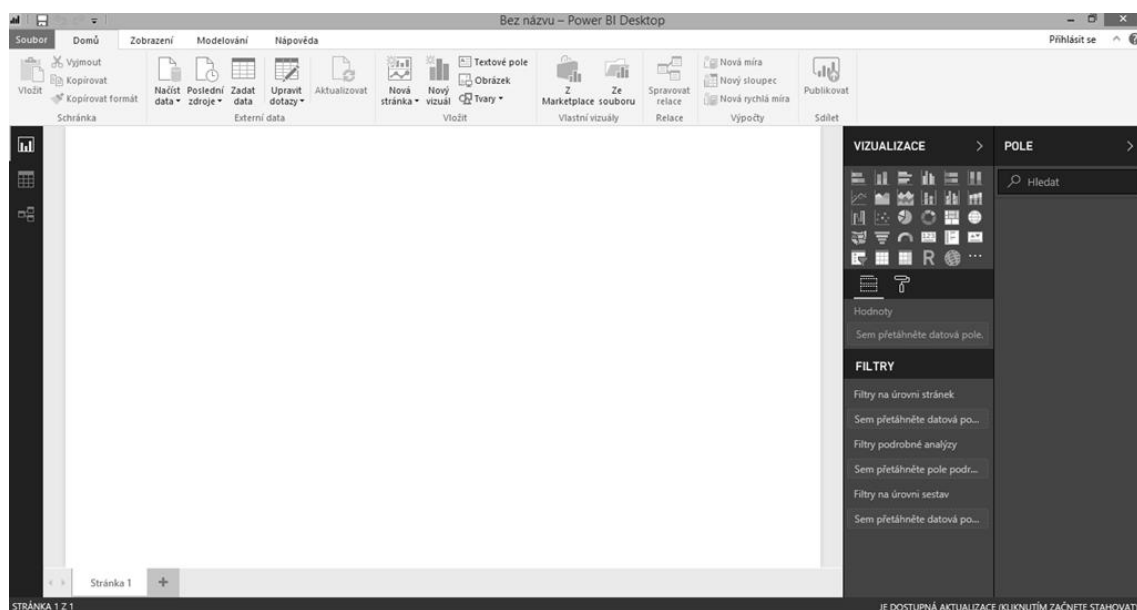 Bez názvu – Power BI Desktop
Soubor Domů Zobrazení Modelování Nápověda Přihlásit se
Vložit
Vyjmout
Kopírovat
Kopírovat formát
Schránka
Načíst data
Poslední zdroje
Zadat data
Upravit dotazy
Aktualizovat
Externí data
Nová stránka
Nový vizuál
Textové pole
Obrázek
Tvary
Vložit
Z Marketplace
Ze souboru
Vlastní vizuály
Spravovat relace
Relace
Nová míra
Nový sloupec
Nová rychlá míra
Výpočty
Publikovat
Sdílet
VIZUALIZACE
R
Hodnoty
Sem přetáhněte datová pole.
FILTRY
Filtry na úrovni stránek
Sem přetáhněte datová po...
Filtry podrobné analýzy
Sem přetáhněte pole podr...
Filtry na úrovni sestav
Sem přetáhněte datová po...
POLE
Hledat
Stránka 1
STRÁNKA 1 Z 1
JE DOSTUPNÁ AKTUALIZACE (KLIKNUTÍM ZAČNETE STAHOVAT)